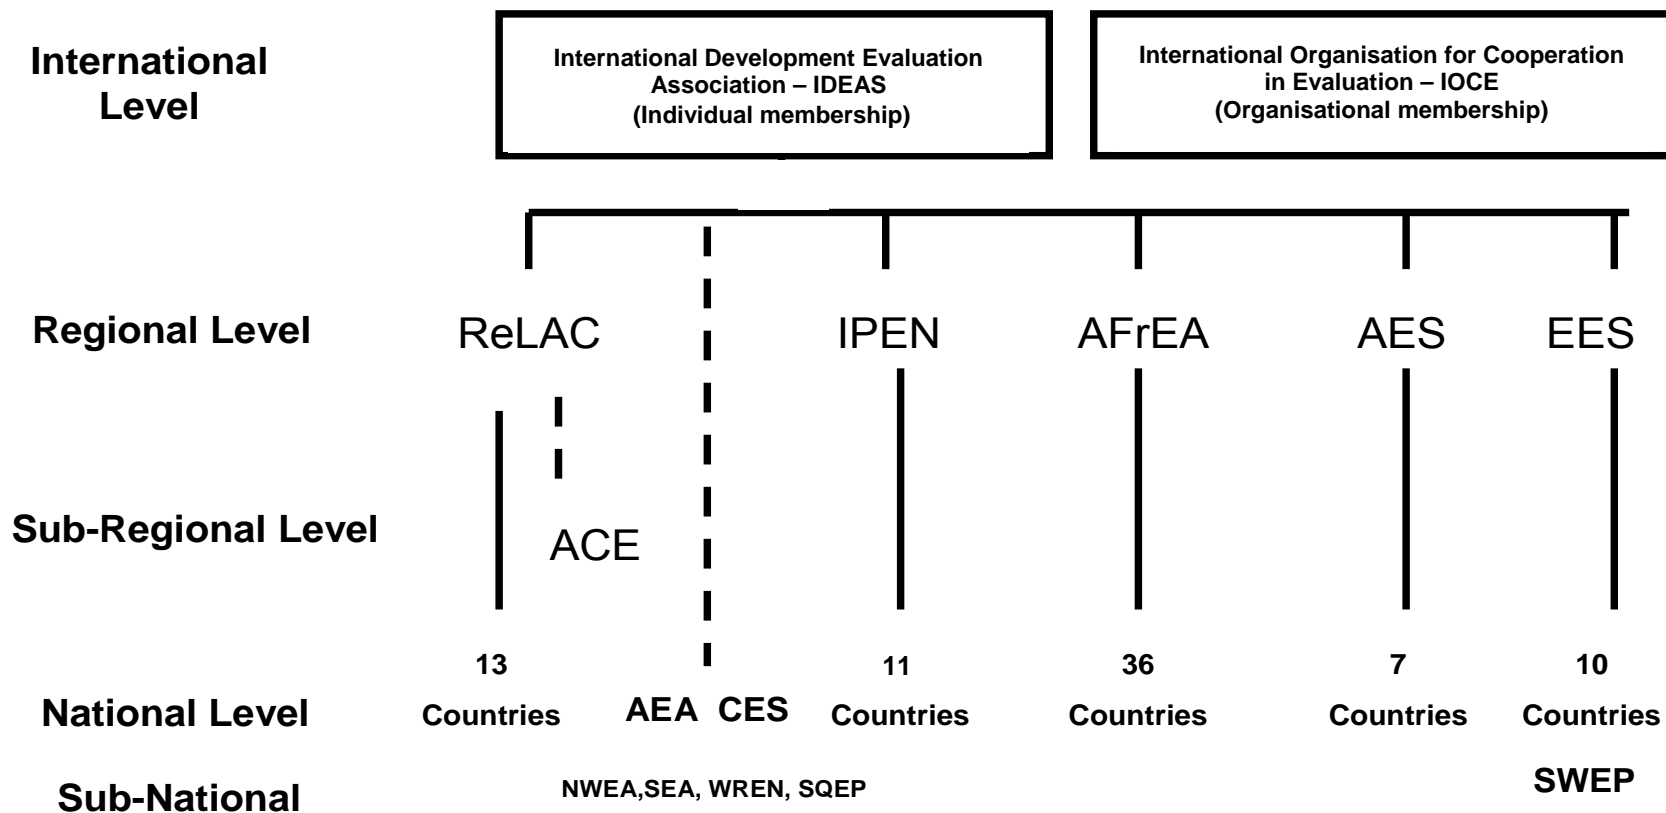 International
Level
International Development Evaluation
Association – IDEAS
(Individual membership)
International Organisation for Cooperation
in Evaluation – IOCE
(Organisational membership)
Regional Level
ReLAC
IPEN
AFrEA
AES
EES
Sub-Regional Level
ACE
National Level
13
Countries
AEA CES
11
Countries
36
Countries
7
Countries
10
Countries
Sub-National
NWEA,SEA, WREN, SQEP
SWEP